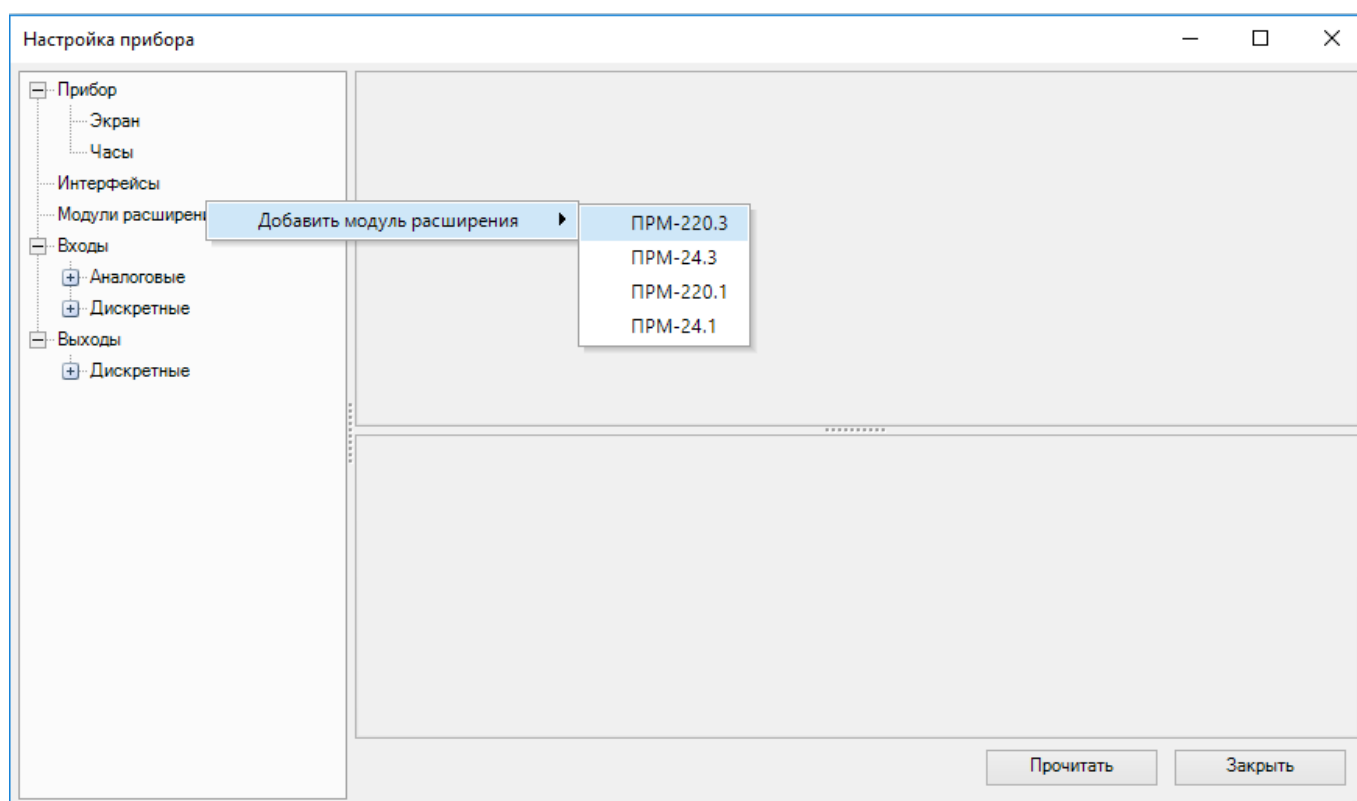 Настройка прибора
Прибор
Экран
Часы
Интерфейсы
Модули
Добавить модуль расширения
ПРМ-220.3
ПРМ-24.3
ПРМ-220.1
ПРМ-24.1
Входы
Аналоговые
Дискретные
Выходы
Дискретные
Прочитать
Закрыть